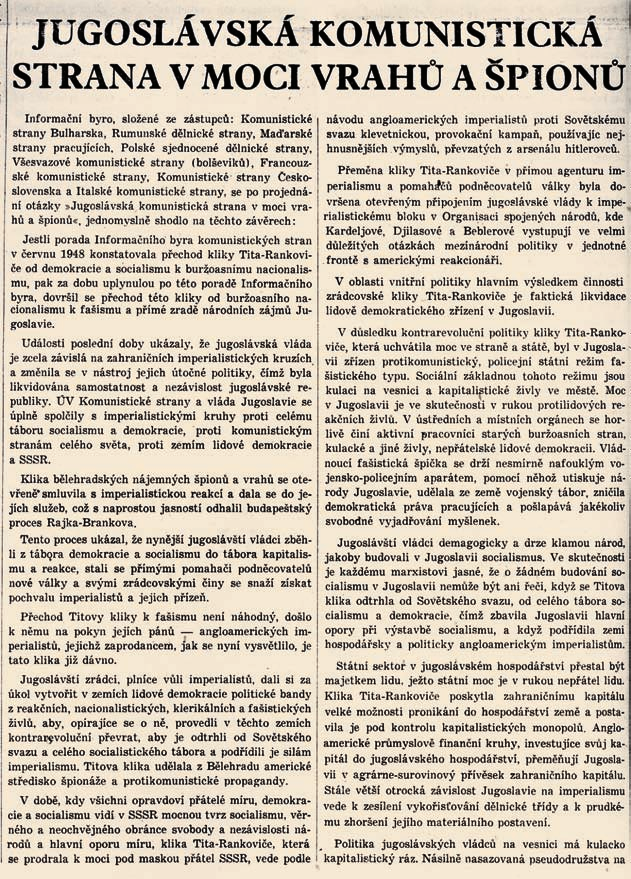 JUGOSLÁVSKÁ KOMUNISTICKÁ
STRANA V MOCI VRAHŮ A ŠPIONŮ
Informační byro, složené ze zástupců: Komunistické
strany Bulharska, Rumunské dělnické strany, Maďarské
strany pracujících, Polské sjednocené dělnické strany,
Všesvazové komunistické strany (bolševiků), Francouz-
ské komunistické strany, Komunistické strany Česko-
slovenska a Italské komunistické strany, se po projedná-
ní otázky »Jugoslávská komunistická strana v moci vra-
hů a špionů«, jednomyslně shodlo na těchto závěrech:
Jestli porada Informačního byra komunistických stran
v červnu 1948 konstatovala přechod kliky Tita-Rankovi-
če od demokracie a socialismu k buržoasnímu nacionalis-
mu, pak za dobu uplynulou po této poradě Informačního
byra, dovršil se přechod této kliky od buržoasního na-
cionalismu k fašismu a přímé zradě národních zájmů Ju-
goslavie.
Události poslední doby ukázaly, že jugoslávská vláda
je zcela závislá na zahraničních imperialistických kruzích
a změnila se v nástroj jejich útočné politiky, čímž byla
likvidována samostatnost a nezávislost jugoslávské re-
publiky. ÚV Komunistické strany a vláda Jugoslavie se
úplně spolčily s imperialistickými kruhy proti celému
táboru socialismu a demokracie, proti komunistickým
stranám celého světa, proti zemím lidové demokracie
a SSSR.
Klika bělehradských nájemných špionů a vrahů se ote-
vřeně smluvila s imperialistickou reakcí a dala se do je-
jích služeb, což s naprostou jasností odhalil budapeštský
proces Rajka-Brankova.
Tento proces ukázal, že nynější jugoslávští vládci zběh-
li z tábora demokracie a socialismu do tábora kapitalis-
mu a reakce, stali se přímými pomahači podněcovatelů
nové války a svými zrádcovskými činy se snaží získat
pochvalu imperialistů a jejich přízeň.
Přechod Titovy kliky k fašismu není náhodný, došlo
k němu na pokyn jejich pánů — angloamerických im-
perialistů, jejichž zaprodancem, jak se nyní vysvětlilo, je
tato klika již dávno.
Jugoslávští zrádci, plníce vůli imperialistů, dali si za
úkol vytvořit v zemích lidové demokracie politické bandy
z reakčních, nacionalistických, klerikálních a fašistických
živlů, aby, opírajíce se o ně, provedli v těchto zemích
kontrarevoluční převrat, aby je odtrhli od Sovětského
svazu a celého socialistického tábora a podřídili je silám
imperialismu. Titova klika udělala z Bělehradu americké
středisko špionáže a protikomunistické propagandy.
V době, kdy všichni opravdoví přátelé míru, demokra-
cie a socialismu vidí v SSSR mocnou tvrz socialismu, věr-
ného a neochvějného obránce svobody a nezávislosti ná-
rodů a hlavní oporu míru, klika Tita-Rankoviče, která
se prodrala k moci pod maskou přátel SSSR, vede podle
návodu angloamerických imperialistů proti Sovětskému
svazu klevetnickou, provokační kampaň, používajíc nej-
hnusnějších výmyslů, převzatých z arsenálu hitlerovců.
Přeměna kliky Tita-Rankoviče v přímou agenturu im-
perialismu a pomahačů podněcovatelů války byla do-
vršena otevřeným připojením jugoslávské vlády k impe-
rialistickému bloku v Organisaci spojených národů, kde
Kardeljové, Djilasové a Beblerové vystupují ve velmi
důležitých otázkách mezinárodní politiky v jednotné
frontě s americkými reakcionáři.
V oblasti vnitřní politiky hlavním výsledkem činnosti
zrádcovské kliky Tita-Rankoviče je faktická likvidace
lidově demokratického zřízení v Jugoslavii.
V důsledku kontrarevoluční politiky kliky Tita-Ranko-
viče, která uchvátila moc ve straně a státě, byl v Jugosla-
vii zřízen protikomunistický, policejní státní režim fa-
šistického typu. Sociální základnou tohoto režimu jsou
kulaci na vesnici a kapitalistické živly ve městě. Moc
v Jugoslavii je ve skutečnosti v rukou protilidových re-
akčních živlů. V ústředních a místních orgánech se hor-
livě činí aktivní pracovníci starých buržoasních stran,
kulacké a jiné živly, nepřátelské lidové demokracii. Vlád-
noucí fašistická špička se drží nesmírně nafouklým vo-
jensko-policejním aparátem, pomocí něhož utiskuje ná-
rody Jugoslavie, udělala ze země vojenský tábor, zničila
demokratická práva pracujících a pošlapává jakékoliv
svobodné vyjadřování myšlenek.
Jugoslávští vládci demagogicky a drze klamou národ,
jakoby budovali v Jugoslavii socialismus. Ve skutečnosti
je každému marxistovi jasné, že o žádném budování so-
cialismu v Jugoslavii nemůže být ani řeči, když se Titova
klika odtrhla od Sovětského svazu, od celého tábora so-
cialismu a demokracie, čímž zbavila Jugoslavii hlavní
opory při výstavbě socialismu, a když podřídila zemi
hospodářsky a politicky angloamerickým imperialistům.
Státní sektor v jugoslávském hospodářství přestal být
majetkem lidu, ježto státní moc je v rukou nepřátel lidu.
Klika Tita-Rankoviče poskytla zahraničnímu kapitálu
velké možnosti pronikání do hospodářství země a posta-
vila je pod kontrolu kapitalistických monopolů. Anglo-
americké průmyslově finanční kruhy, investujíce svůj ka-
pitál do jugoslávského hospodářství, přeměňují Jugosla-
vii v agrárně-surovinový přívěsek zahraničního kapitálu.
Stále větší otrocká závislost Jugoslavie na imperialismu
vede k zesílení vykořisťování dělnické třídy a k prudké-
mu zhoršení jejího materiálního postavení.
Politika jugoslávských vládců na vesnici má kulacko
kapitalistický ráz. Násilně nasazovaná pseudodružstva na